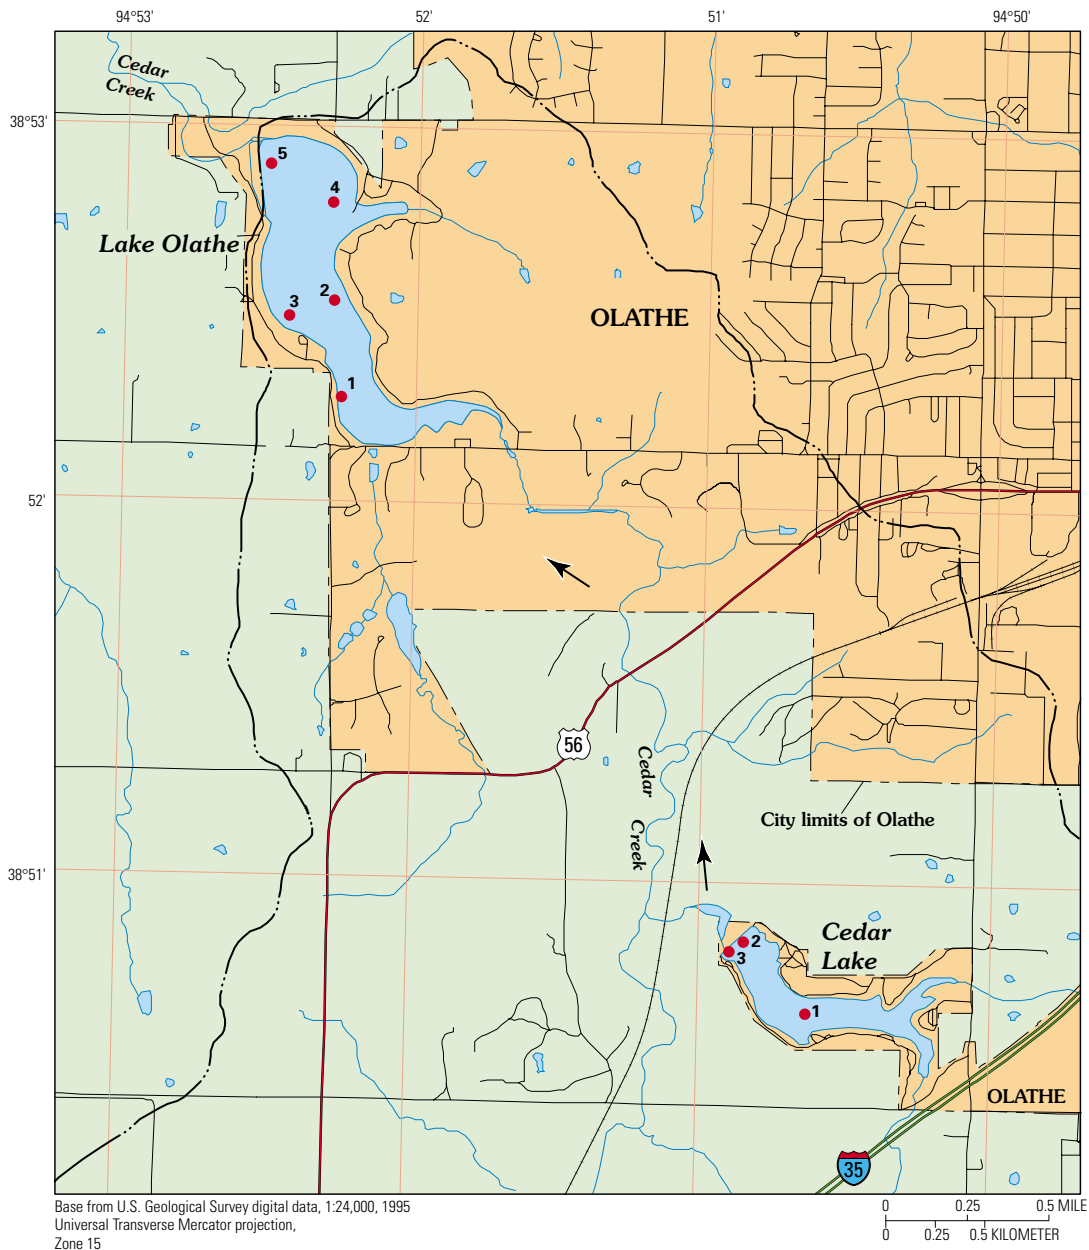 94°53'
52'
51'
94°50'
Cedar
Creek
38°53'
5
4
Lake Olathe
2
3
OLATHE
1
52'
56
Cedar
Creek
City limits of Olathe
38°51'
Cedar
Lake
2
3
1
OLATHE
35
Base from U.S. Geological Survey digital data, 1:24,000, 1995
Universal Transverse Mercator projection,
Zone 15
0 0.25 0.5 MILE
0 0.25 0.5 KILOMETER